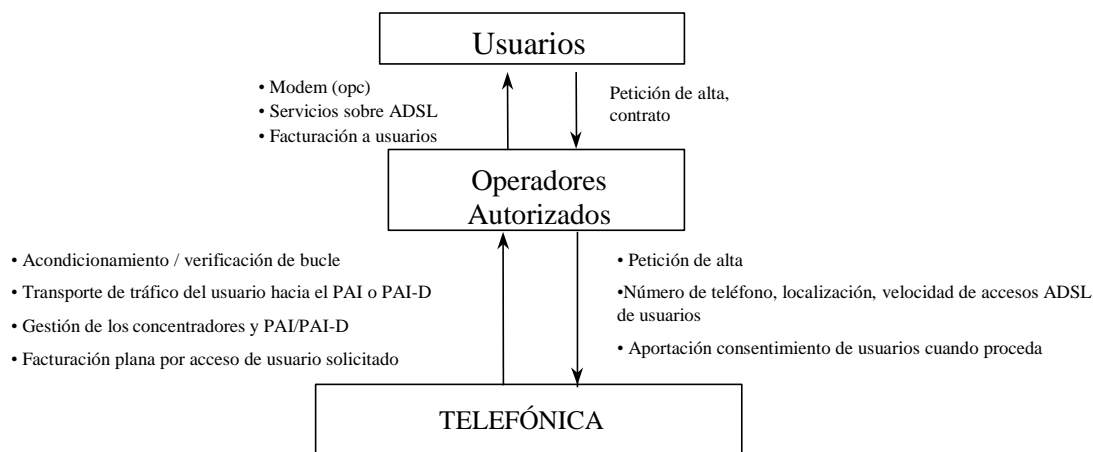 Usuarios
• Modem (opc)
• Servicios sobre ADSL
• Facturación a usuarios
Petición de alta,
contrato
Operadores
Autorizados
• Acondicionamiento / verificación de bucle
• Transporte de tráfico del usuario hacia el PAI o PAI-D
• Gestión de los concentradores y PAI/PAI-D
• Facturación plana por acceso de usuario solicitado
• Petición de alta
•Número de teléfono, localización, velocidad de accesos ADSL
de usuarios
• Aportación consentimiento de usuarios cuando proceda
TELEFÓNICA